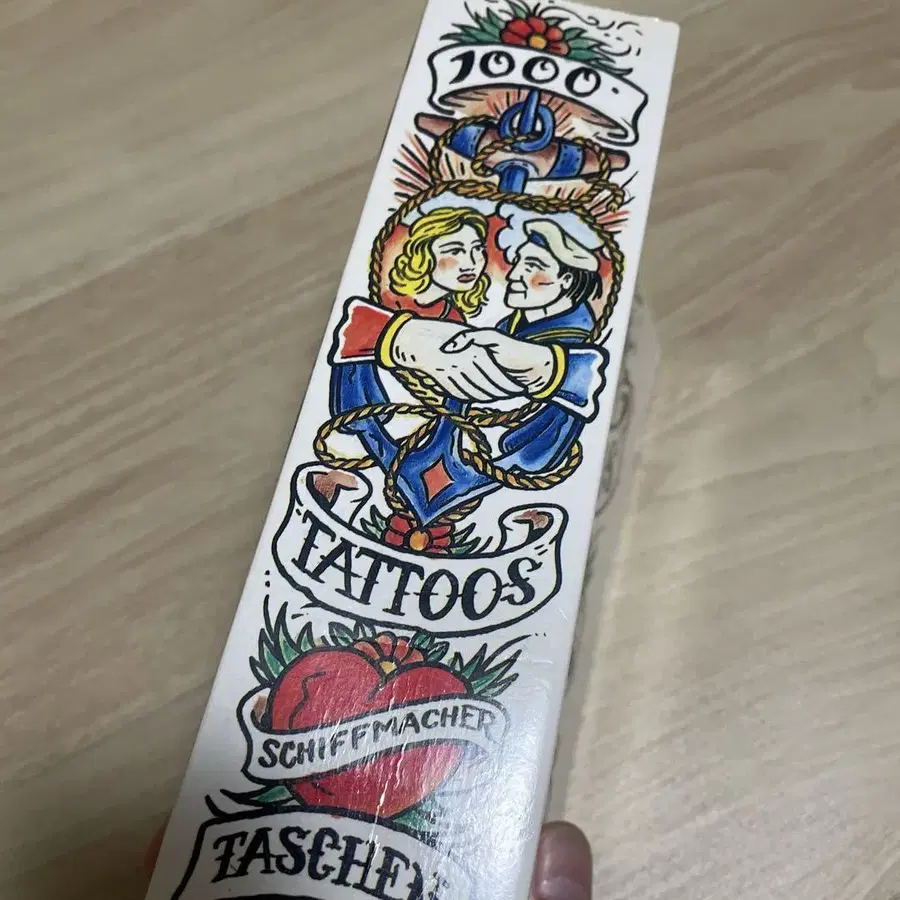 1000.
TATTOOS
SCHIFFMACHER
TASCHEN